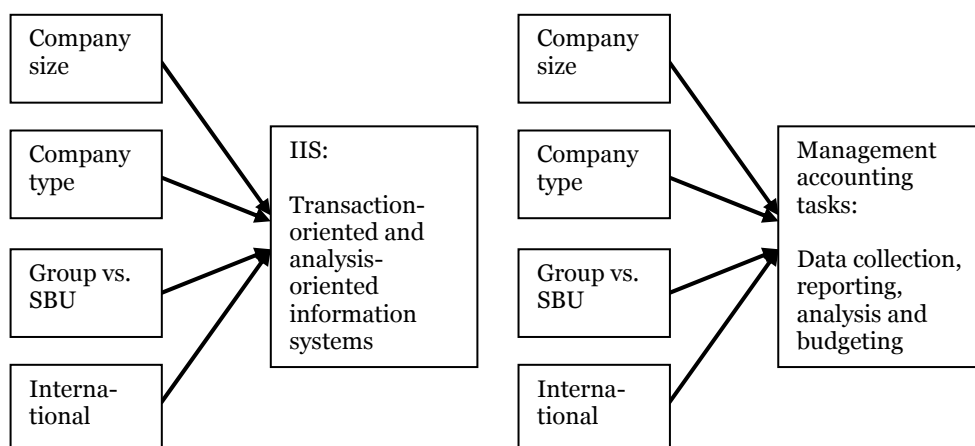 Company
size
Company
type
Group vs.
SBU
Interna-
tional
IIS:
Transaction-
oriented and
analysis-
oriented
information
systems
Company
size
Company
type
Group vs.
SBU
Interna-
tional
Management
accounting
tasks:
Data collection,
reporting,
analysis and
budgeting